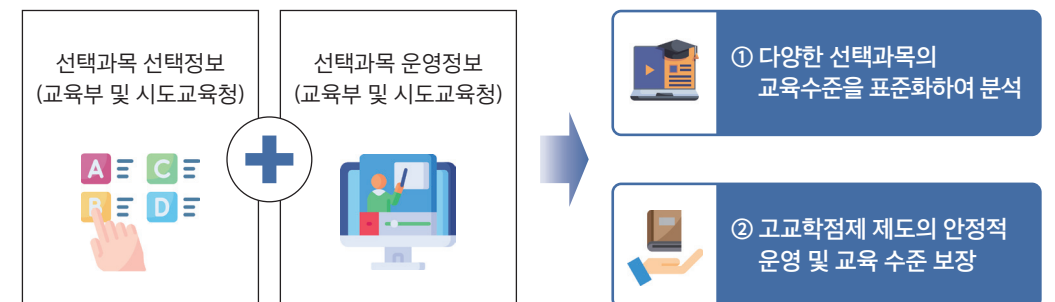 선택과목 선택정보
(교육부 및 시도교육청)
A
C
B
D
선택과목 운영정보
(교육부 및 시도교육청)
① 다양한 선택과목의
교육수준을 표준화하여 분석
② 고교학점제 제도의 안정적
운영 및 교육 수준 보장